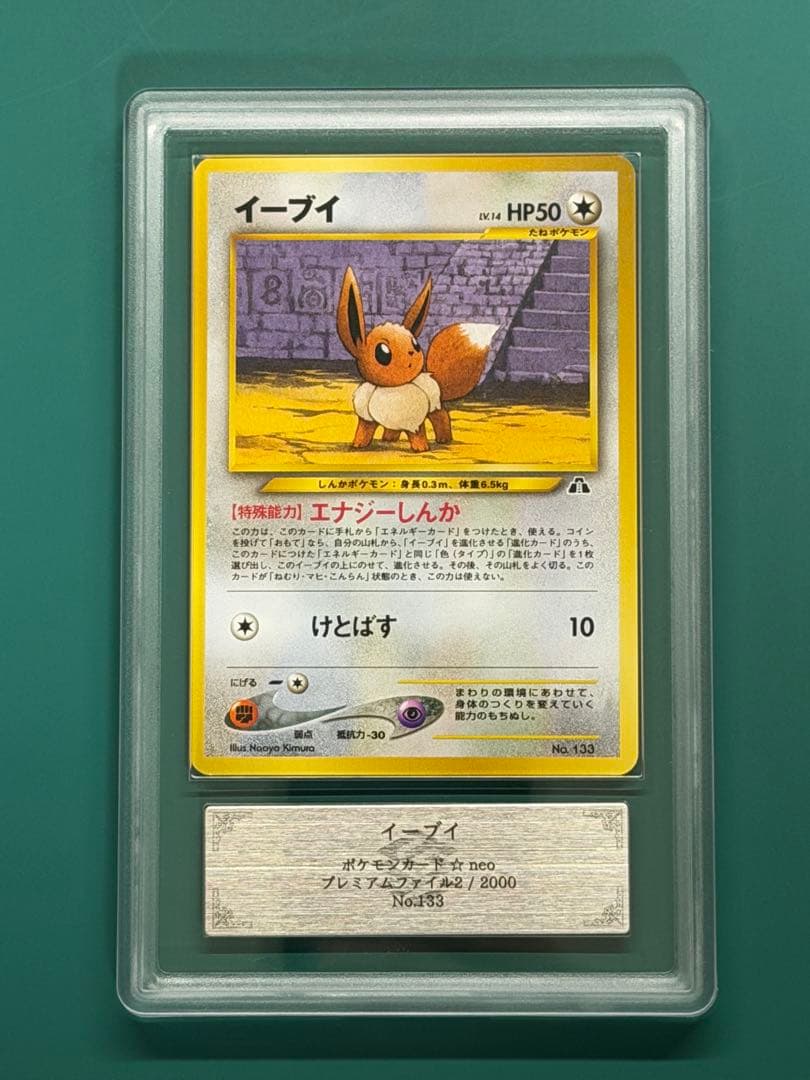 イーブイ
LV.14 HP50
たねポケモン
しんかポケモン：身長0.3m、体重6.5kg
【特殊能力】エナジーしんか
この力は、このカードに手札から「エネルギーカード」をつけたとき、使える。コイン
を投げて「おもて」なら、自分の山札から、「イーブイ」を進化させる「進化カード」のうち、
このカードにつけた「エネルギーカード」と同じ「色（タイプ）」の「進化カード」を1枚
選び出し、このイーブイの上にのせて、進化させる。その後、その山札をよく切る。この
カードが「ねむり・マヒ・こんらん」状態のとき、この力は使えない。
けとばす 10
にげる
弱点 抵抗力-30
まわりの環境にあわせて、
身体のつくりを変えていく
能力のもちぬし。
Illus. Naoyo Kimura
No. 133
イーブイ
ポケモンカード☆neo
プレミアムファイル2 / 2000
No.133